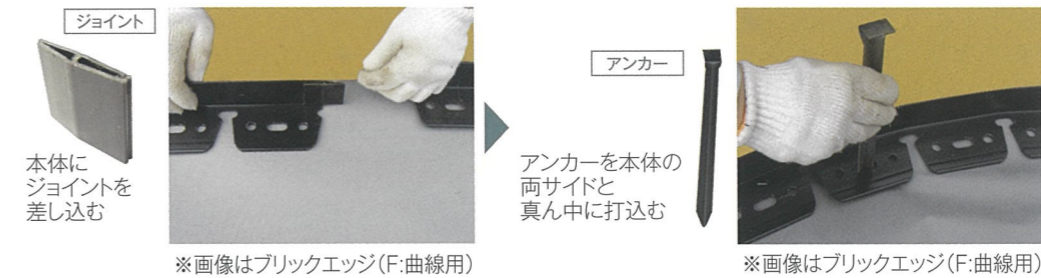 ジョイント
本体に
ジョイントを
差し込む
※画像はブリックエッジ(F:曲線用)
アンカー
アンカーを本体の
両サイドと
真ん中に打込む
※画像はブリックエッジ(F:曲線用)